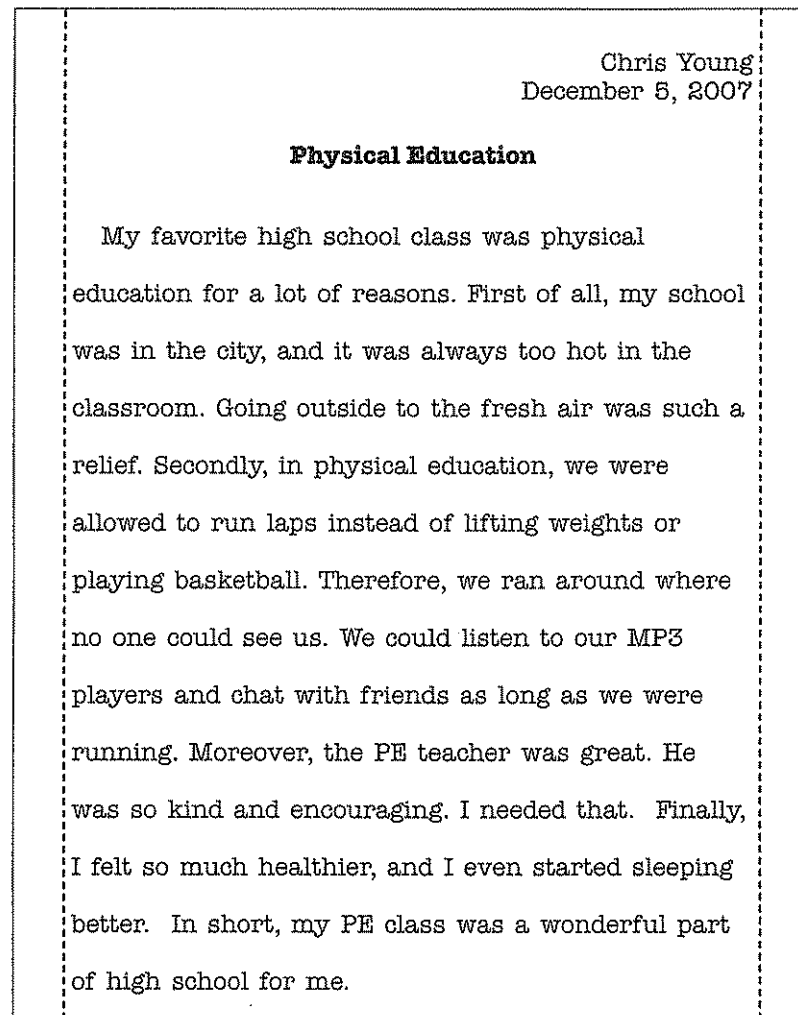 Chris Young
December 5, 2007
Physical Education
My favorite high school class was physical
education for a lot of reasons. First of all, my school
was in the city, and it was always too hot in the
classroom. Going outside to the fresh air was such a
relief. Secondly, in physical education, we were
allowed to run laps instead of lifting weights or
playing basketball. Therefore, we ran around where
no one could see us. We could listen to our MP3
players and chat with friends as long as we were
running. Moreover, the PE teacher was great. He
was so kind and encouraging. I needed that.  Finally,
I felt so much healthier, and I even started sleeping
better.  In short, my PE class was a wonderful part
of high school for me.